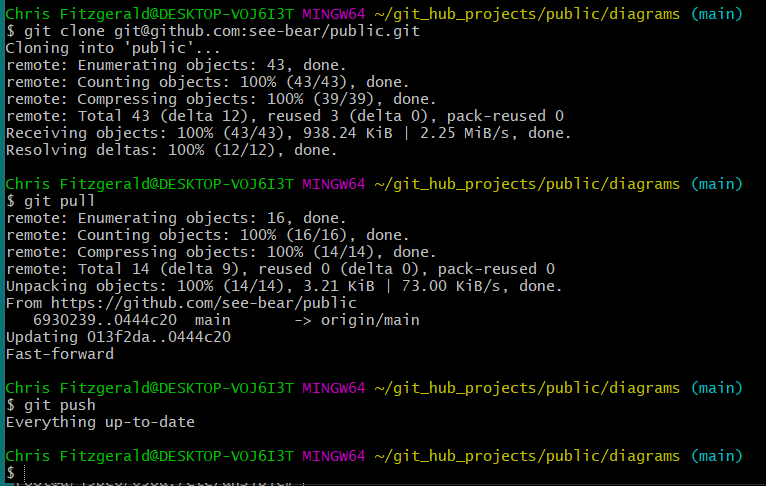 Chris Fitzgerald@DESKTOP-VOJ6I3T MINGW64 ~/git_hub_projects/public/diagrams (main)
$ git clone git@github.com:see-bear/public.git
Cloning into 'public'...
remote: Enumerating objects: 43, done.
remote: Counting objects: 100% (43/43), done.
remote: Compressing objects: 100% (39/39), done.
remote: Total 43 (delta 12), reused 3 (delta 0), pack-reused 0
Receiving objects: 100% (43/43), 938.24 KiB | 2.25 MiB/s, done.
Resolving deltas: 100% (12/12), done.
Chris Fitzgerald@DESKTOP-VOJ6I3T MINGW64 ~/git_hub_projects/public/diagrams (main)
$ git pull
remote: Enumerating objects: 16, done.
remote: Counting objects: 100% (16/16), done.
remote: Compressing objects: 100% (14/14), done.
remote: Total 14 (delta 9), reused 0 (delta 0), pack-reused 0
Unpacking objects: 100% (14/14), 3.21 KiB | 73.00 KiB/s, done.
From https://github.com/see-bear/public
   6930239..0444c20  main       -> origin/main
Updating 013f2da..0444c20
Fast-forward
Chris Fitzgerald@DESKTOP-VOJ6I3T MINGW64 ~/git_hub_projects/public/diagrams (main)
$ git push
Everything up-to-date
Chris Fitzgerald@DESKTOP-VOJ6I3T MINGW64 ~/git_hub_projects/public/diagrams (main)
$